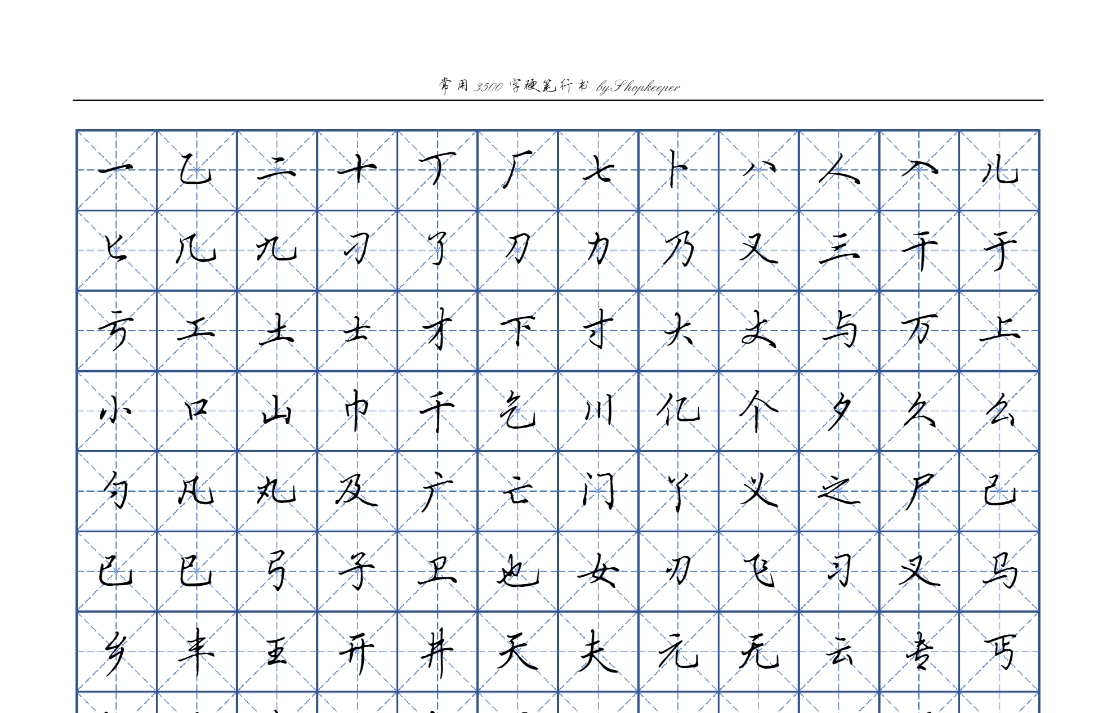 常用3500字硬笔行书 by Shopkeeper
一乙二十丁厂七卜八人入儿
匕几九刁了刀力乃又三干于
亏工土士才下寸大丈与万上
小口山巾千乞川亿个夕久么
勺凡丸及广亡门丫义之尸己
已巳弓子卫也女刃飞习叉马
乡丰王开井天夫元无云专丐